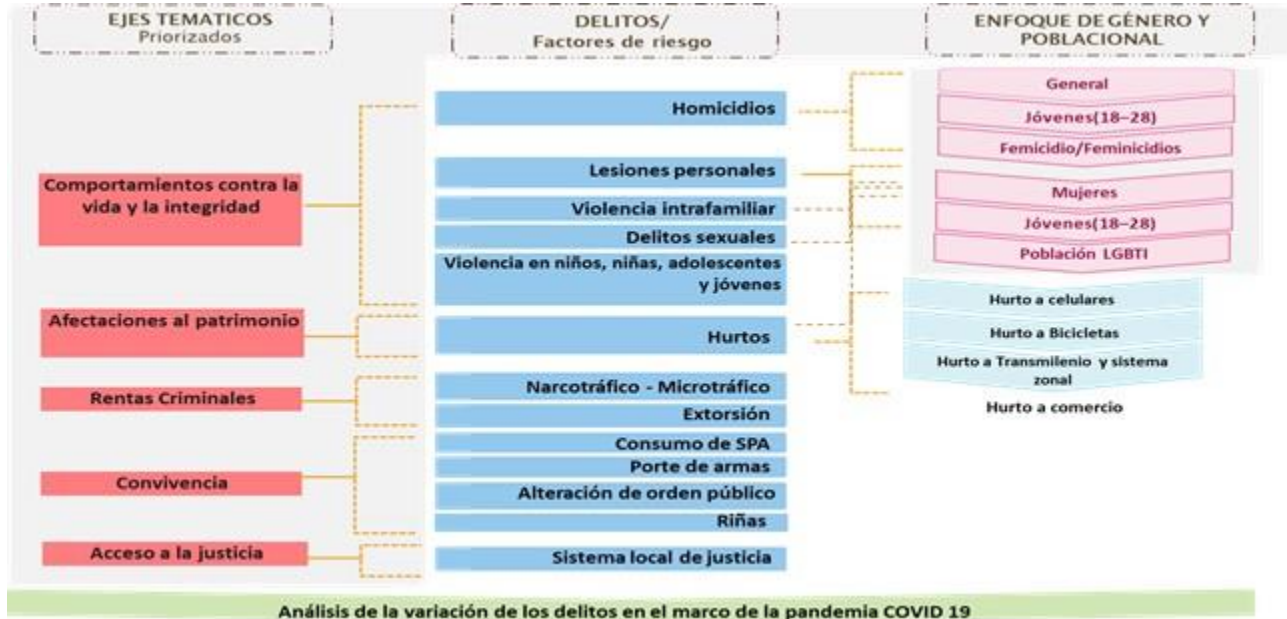 EJES TEMATICOS
Priorizados
DELITOS/
Factores de riesgo
ENFOQUE DE GÉNERO Y
POBLACIONAL
Comportamientos contra la
vida y la integridad
Afectaciones al patrimonio
Rentas Criminales
Convivencia
Acceso a la justicia
Homicidios
Lesiones personales
Violencia intrafamiliar
Delitos sexuales
Violencia en niños, niñas, adolescentes
y jóvenes
Hurtos
Narcotráfico - Microtráfico
Extorsión
Consumo de SPA
Porte de armas
Alteración de orden público
Riñas
Sistema local de justicia
General
Jóvenes(18-28)
Femicidio/Feminicidios
Mujeres
Jóvenes(18-28)
Población LGBTI
Hurto a celulares
Hurto a Bicicletas
Hurto a Transmilenio y sistema
zonal
Hurto a comercio
Análisis de la variación de los delitos en el marco de la pandemia COVID 19